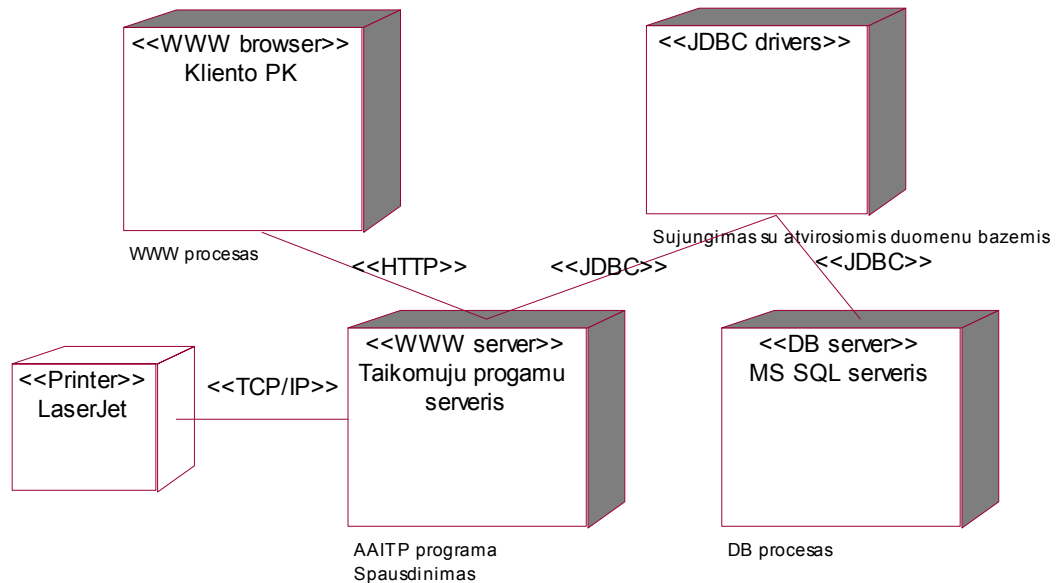 <<WWW browser>>
Kliento PK
<<JDBC drivers>>
WWW procesas
Sujungimas su atvirosiomis duomenu bazemis
<<HTTP>>
<<JDBC>>
<<JDBC>>
<<Printer>>
LaserJet
<<TCP/IP>>
<<WWW server>>
Taikomuju progamu
serveris
<<DB server>>
MS SQL serveris
AAITP programa
Spausdinimas
DB procesas